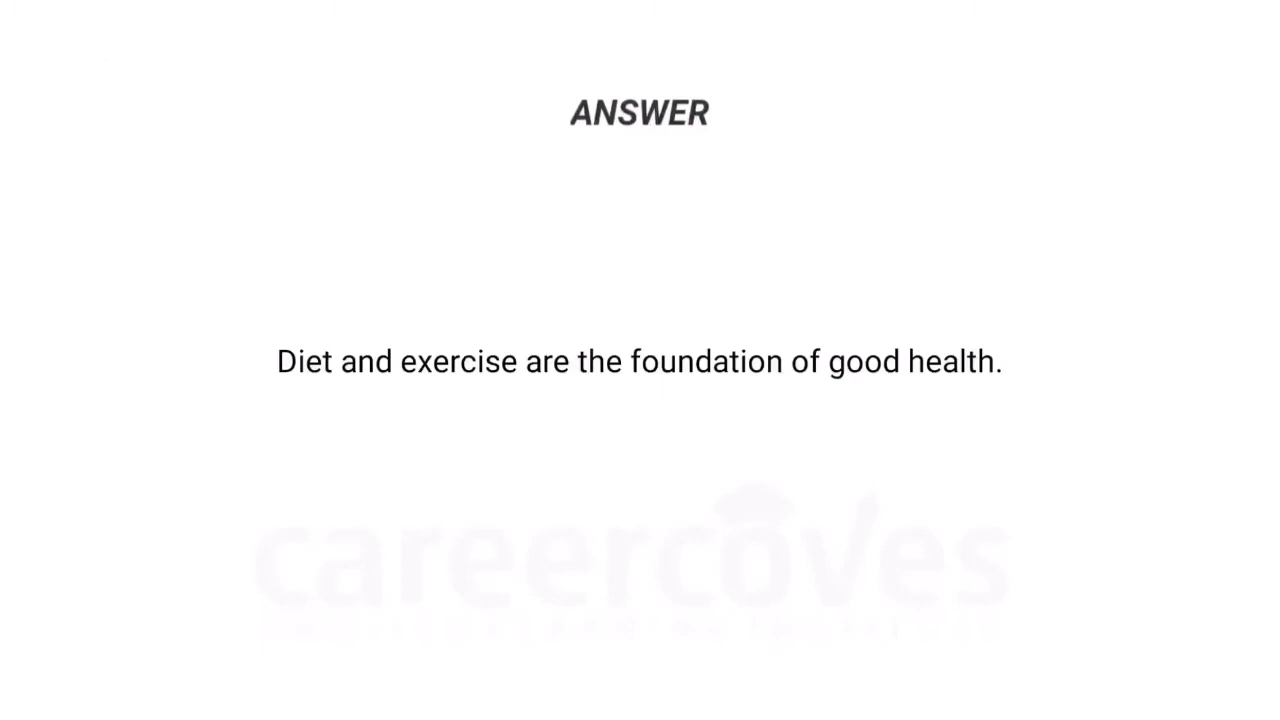 ANSWER
Diet and exercise are the foundation of good health.
careercoves